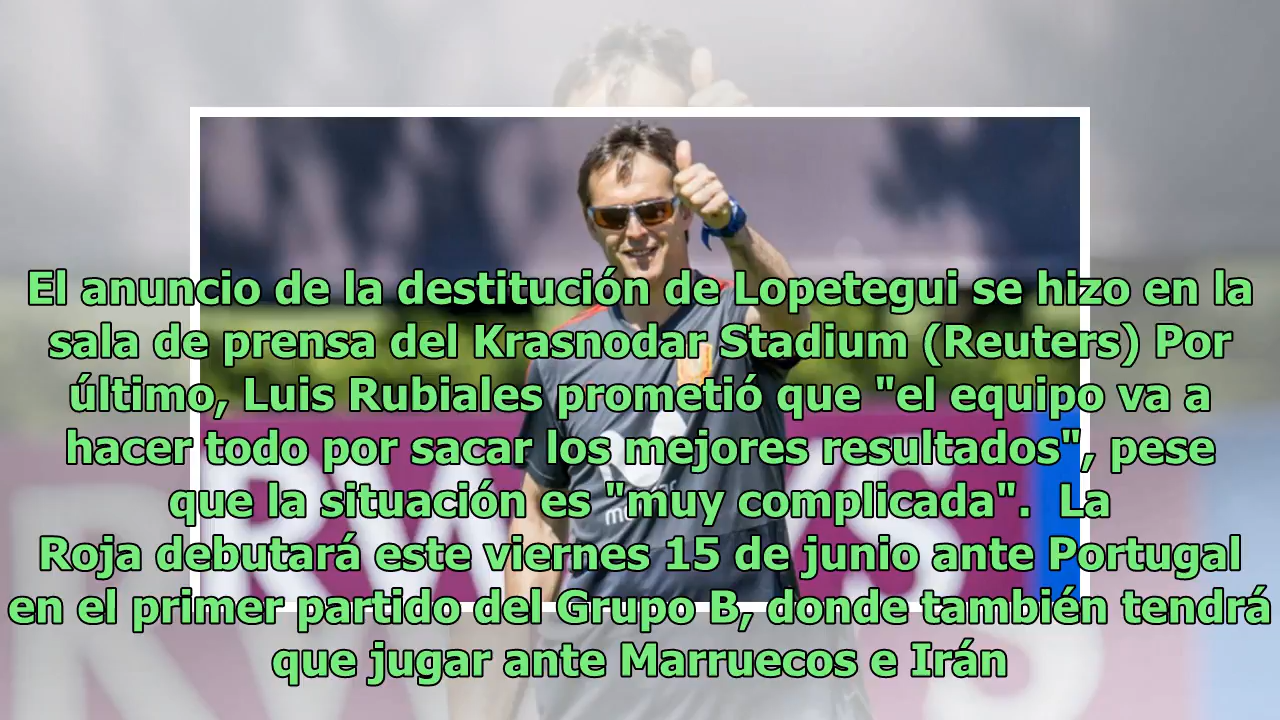 El anuncio de la destitución de Lopetegui se hizo en la
sala de prensa del Krasnodar Stadium (Reuters) Por
último, Luis Rubiales prometió que "el equipo va a
hacer todo por sacar los mejores resultados", pese
que la situación es "muy complicada".  La
Roja debutará este viernes 15 de junio ante Portugal
en el primer partido del Grupo B, donde también tendrá
que jugar ante Marruecos e Irán